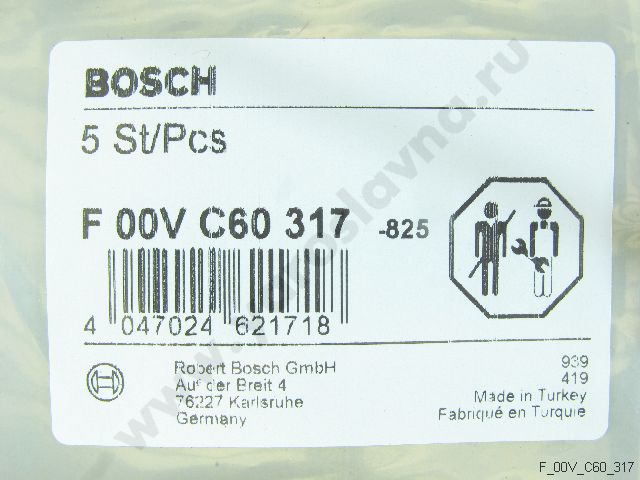 BOSCH
5 St/Pcs
F 00V C60 317 -825
4 047024 621718
Robert Bosch GmbH
Auf der Breit 4
76227 Karlsruhe
Germany
939
419
Made in Turkey
Fabriqué en Turquie
F_00V_C60_317